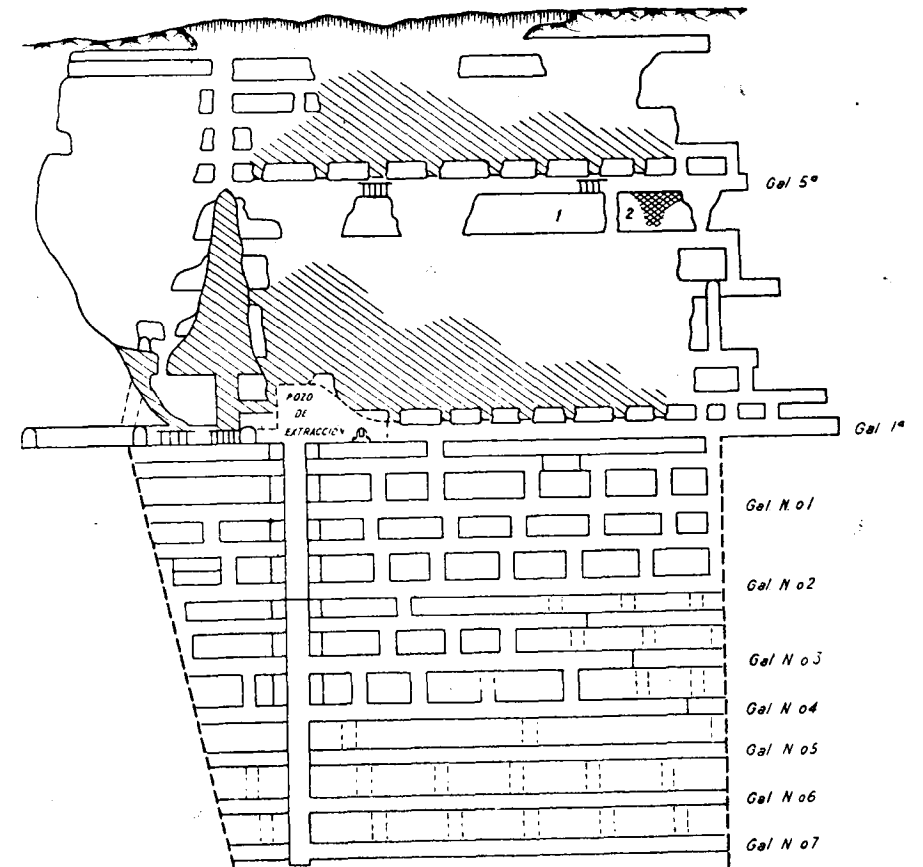 Gal 5ª
1
2
POZO
DE
EXTRACCION
Gal 1ª
Gal N o1
Gal N o2
Gal N o3
Gal N o4
Gal N o5
Gal N o6
Gal N o7